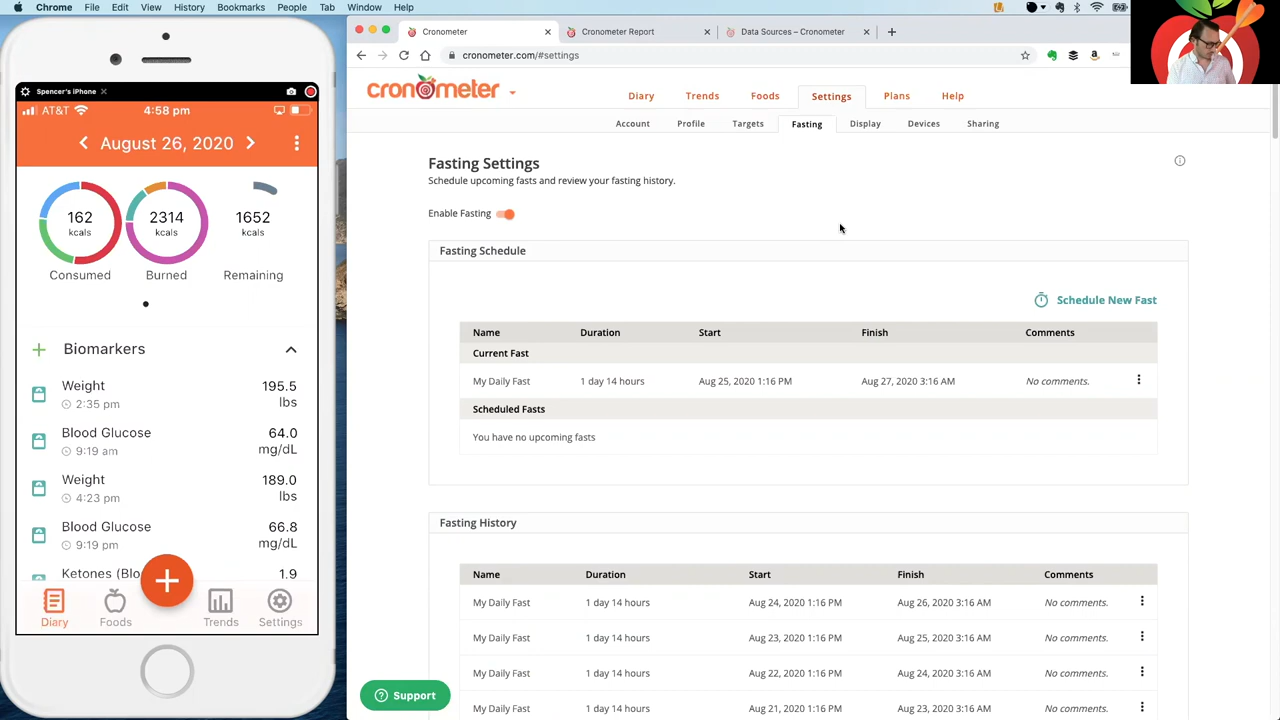 Chrome File Edit View History Bookmarks People Tab Window Help
Spencer's iPhone
AT&T 4:58 pm
August 26, 2020
162 kcals Consumed
2314 kcals Burned
1652 kcals Remaining
Biomarkers
Weight 195.5 lbs
2:35 pm
Blood Glucose 64.0 mg/dL
9:19 am
Weight 189.0 lbs
4:23 pm
Blood Glucose 66.8 mg/dL
9:19 pm
1.9
Diary Foods Trends Settings
Cronometer
Cronometer Report
Data Sources – Cronometer
cronometer.com/#settings
cronometer
Diary Trends Foods Settings Plans Help
Account Profile Targets Fasting Display Devices Sharing
Fasting Settings
Schedule upcoming fasts and review your fasting history.
Enable Fasting
Fasting Schedule
Schedule New Fast
Name Duration Start Finish Comments
Current Fast
My Daily Fast 1 day 14 hours Aug 25, 2020 1:16 PM Aug 27, 2020 3:16 AM No comments.
Scheduled Fasts
You have no upcoming fasts
Fasting History
Name Duration Start Finish Comments
My Daily Fast 1 day 14 hours Aug 24, 2020 1:16 PM Aug 26, 2020 3:16 AM No comments.
My Daily Fast 1 day 14 hours Aug 23, 2020 1:16 PM Aug 25, 2020 3:16 AM No comments.
My Daily Fast 1 day 14 hours Aug 22, 2020 1:16 PM Aug 24, 2020 3:16 AM No comments.
My Daily Fast 1 day 14 hours Aug 21, 2020 1:16 PM Aug 23, 2020 3:16 AM No comments.
Support